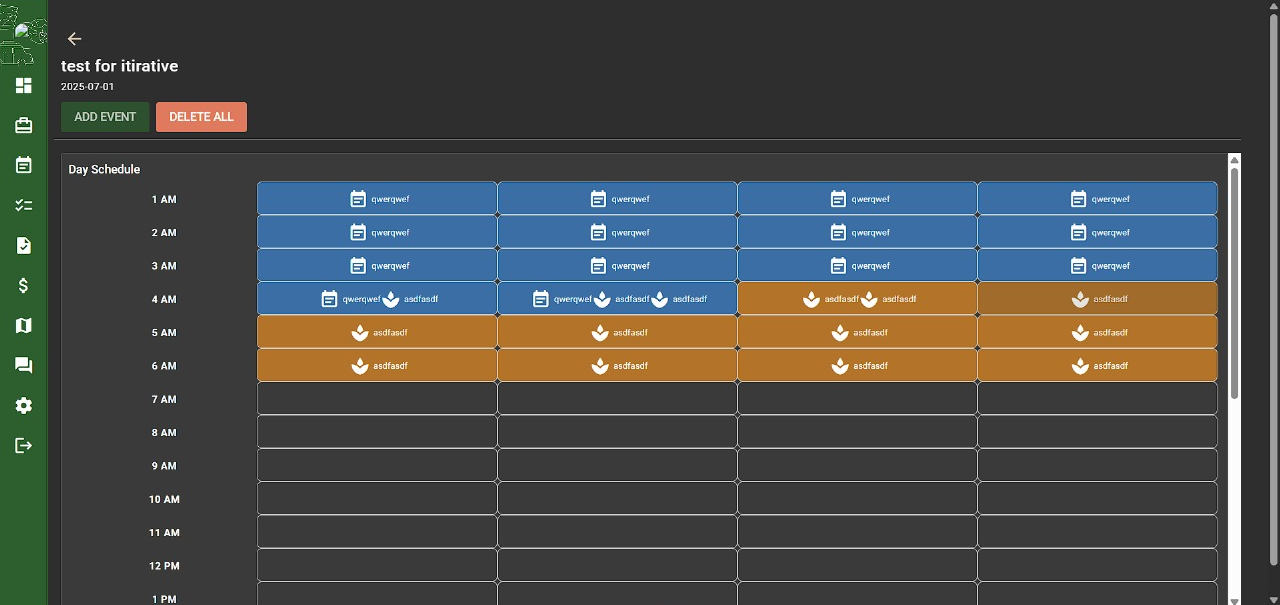 test for itirative
2025-07-01
ADD EVENT DELETE ALL
Day Schedule
1 AM qwerqwef qwerqwef qwerqwef qwerqwef
2 AM qwerqwef qwerqwef qwerqwef qwerqwef
3 AM qwerqwef qwerqwef qwerqwef qwerqwef
4 AM qwerqwef asdfasdf qwerqwef asdfasdf asdfasdf asdfasdf asdfasdf asdfasdf
5 AM asdfasdf asdfasdf asdfasdf asdfasdf
6 AM asdfasdf asdfasdf asdfasdf asdfasdf
7 AM
8 AM
9 AM
10 AM
11 AM
12 PM
1 PM